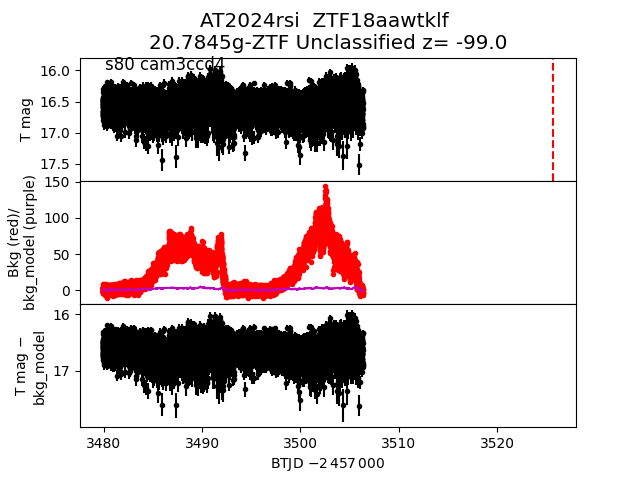 AT2024rsi  ZTF18aawtklf
20.7845g-ZTF Unclassified z= -99.0
s80 cam3ccd4
16.0
16.5
17.0
17.5
T mag
150
100
50
0
Bkg (red)/
bkg_model (purple)
16
17
T mag −
bkg_model
3480 3490 3500 3510 3520
BTJD −2 457 000